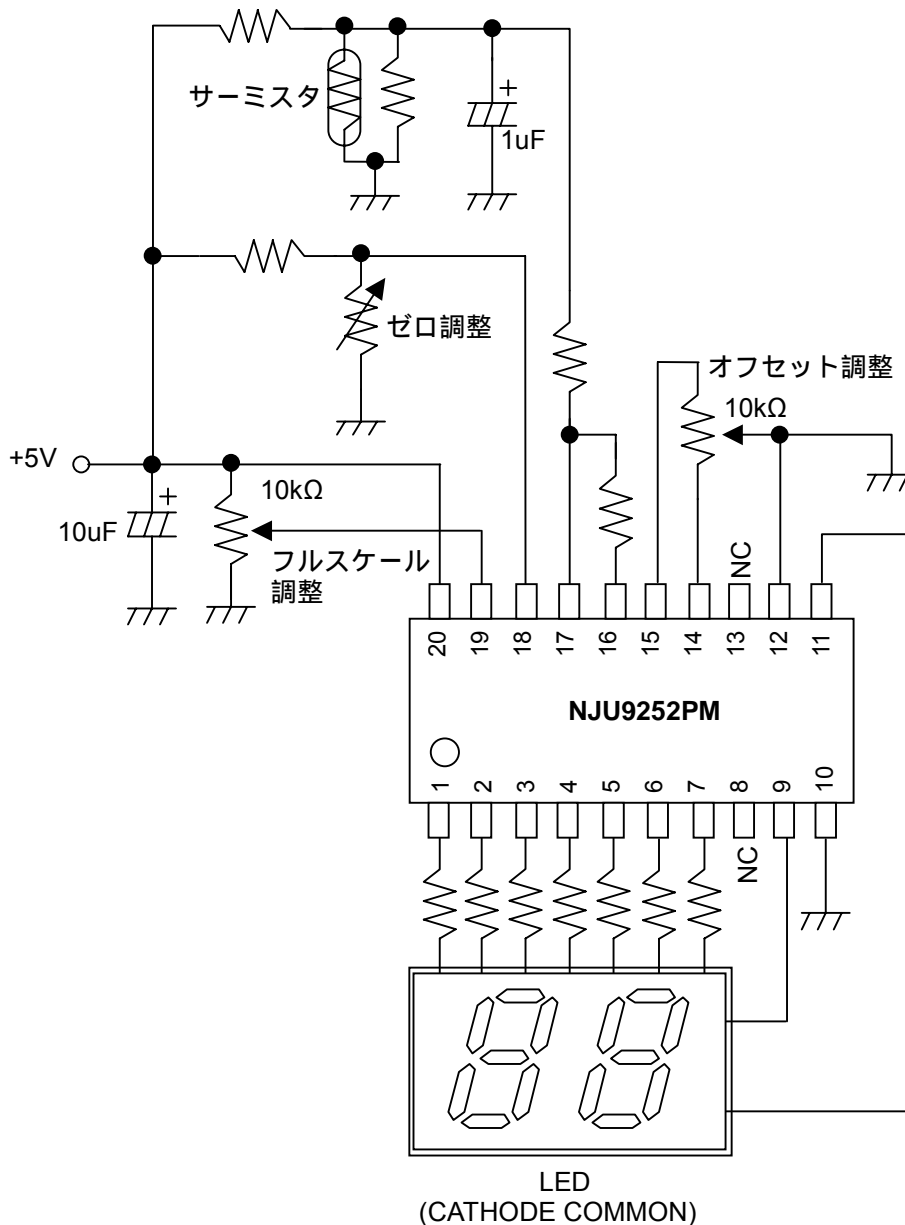 サーミスタ
+
1uF
ゼロ調整
オフセット調整
10kΩ
+5V
+
10uF
10kΩ
フルスケール
調整
NC
20 19 18 17 16 15 14 13 12 11
NJU9252PM
1 2 3 4 5 6 7 8 9 10
NC
LED
(CATHODE COMMON)